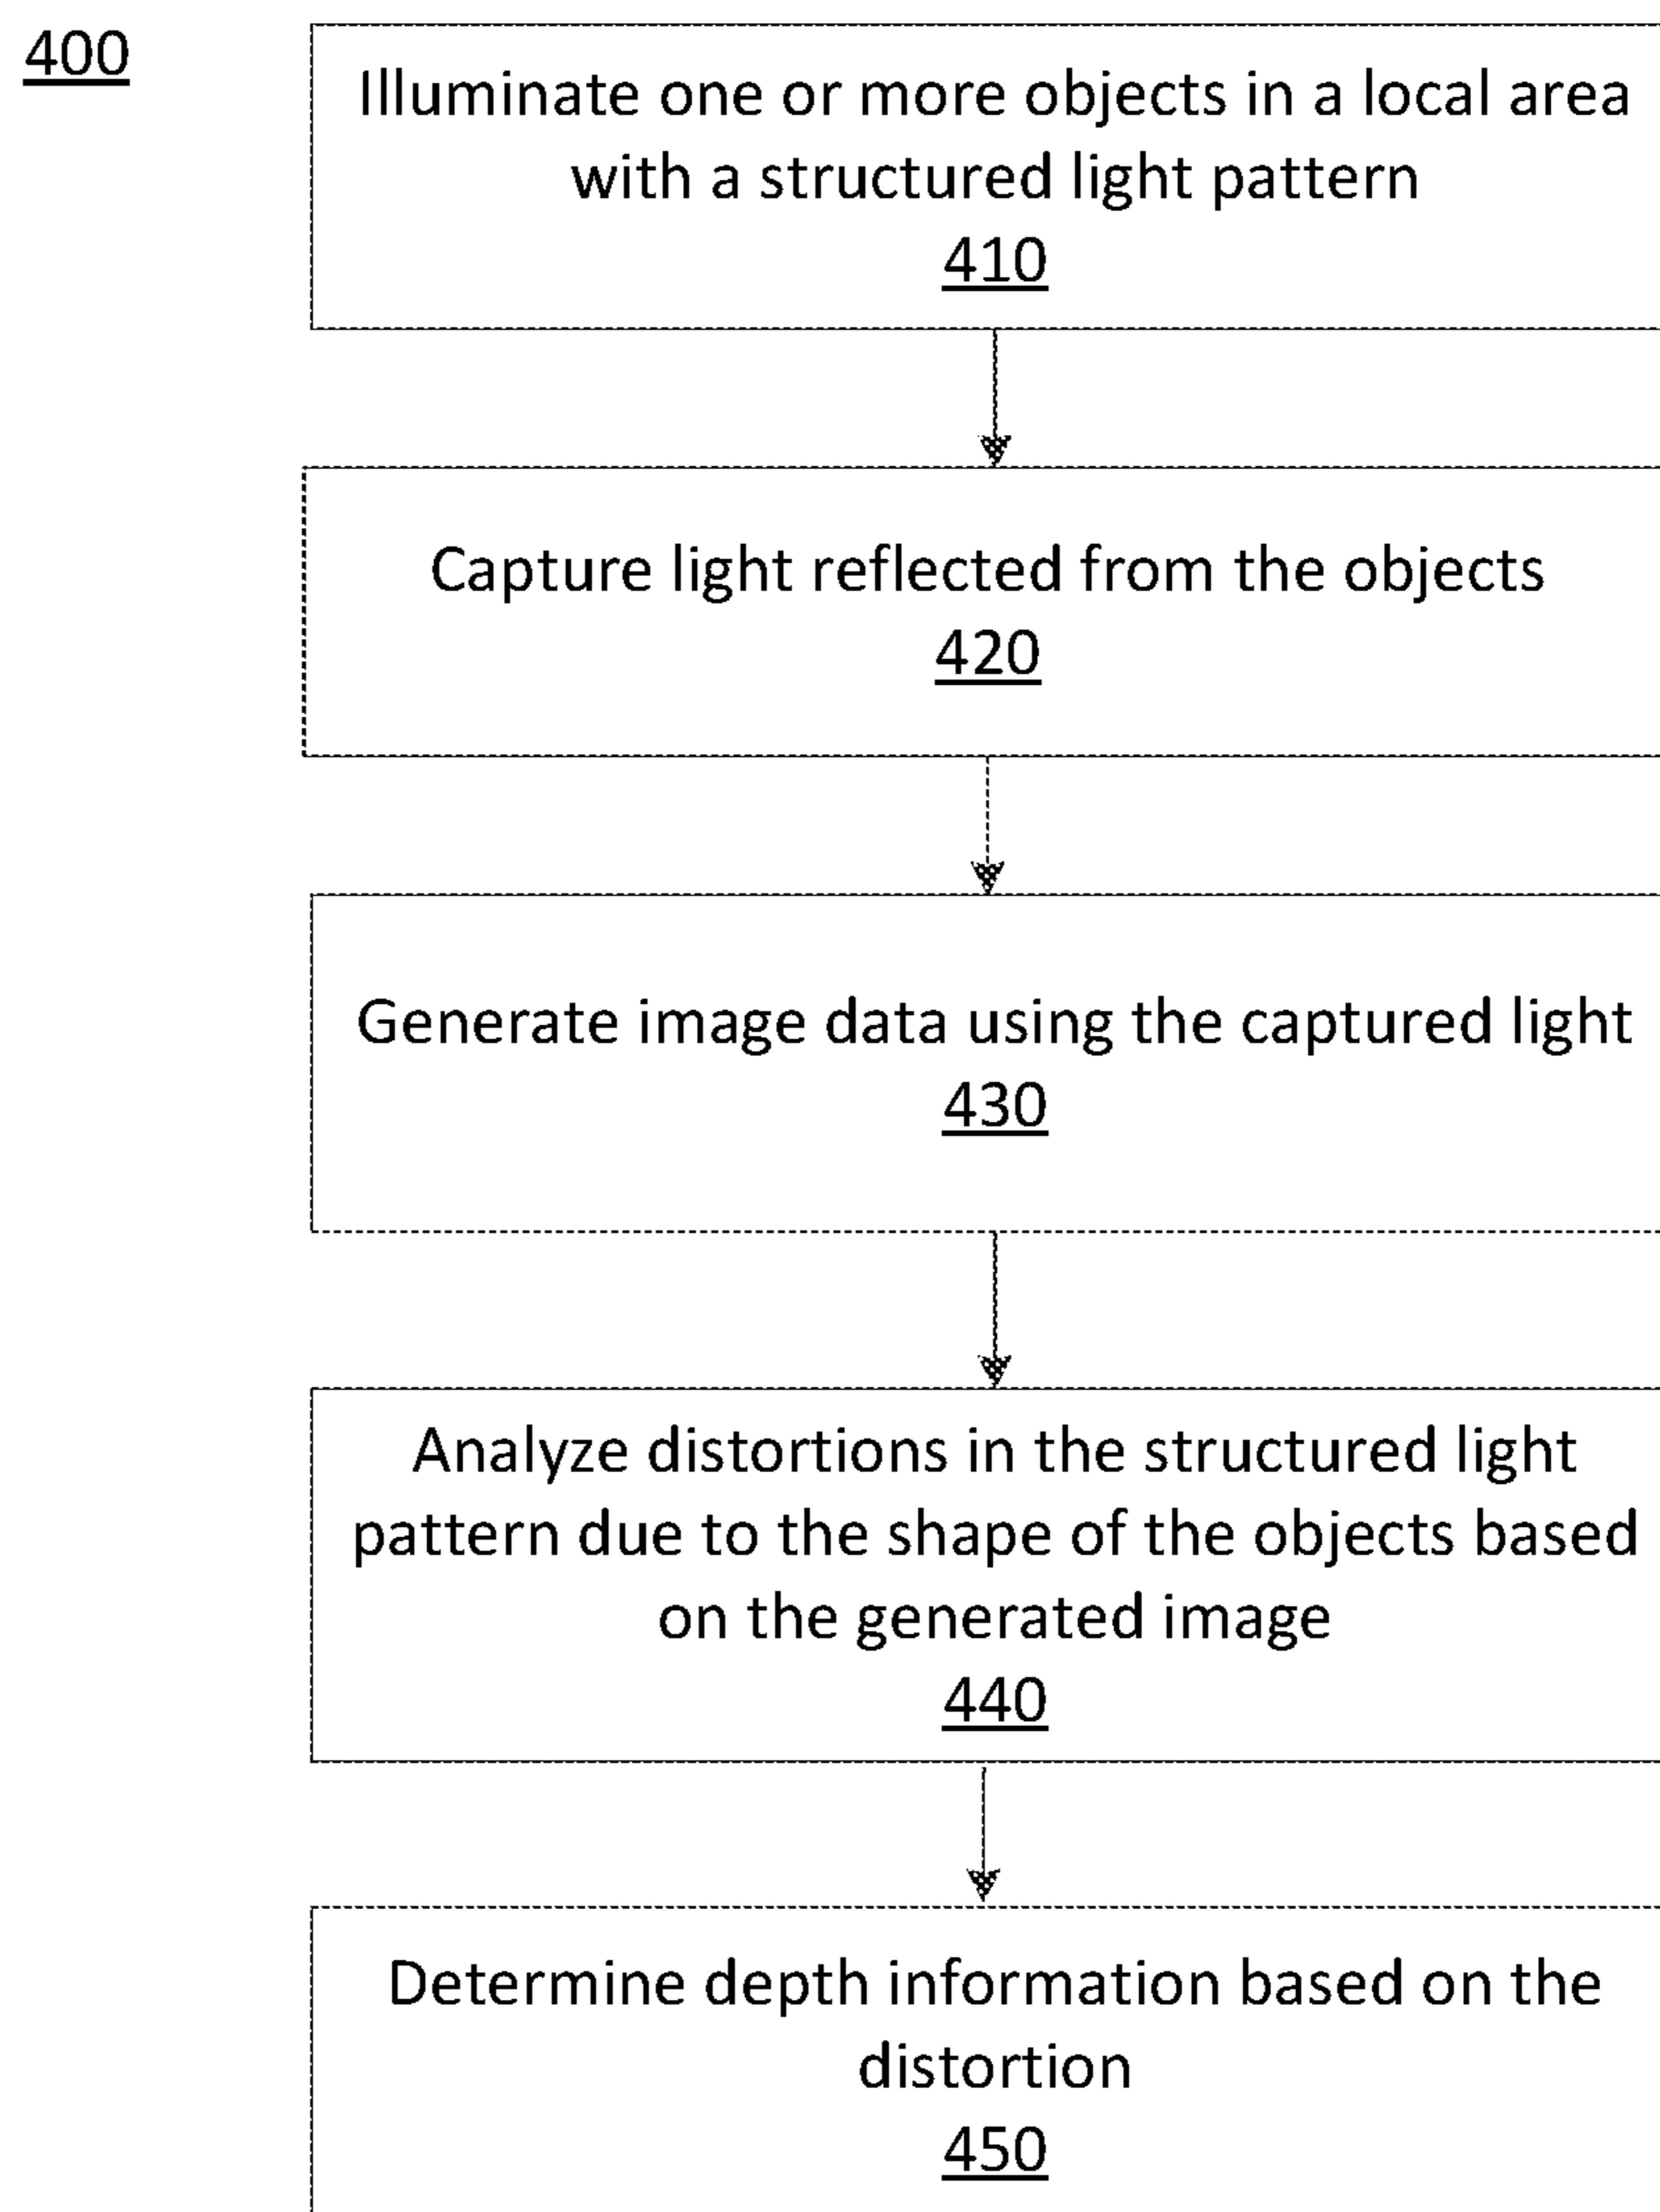 400
Illuminate one or more objects in a local area
with a structured light pattern
410
Capture light reflected from the objects
420
Generate image data using the captured light
430
Analyze distortions in the structured light
pattern due to the shape of the objects based
on the generated image
440
Determine depth information based on the
distortion
450